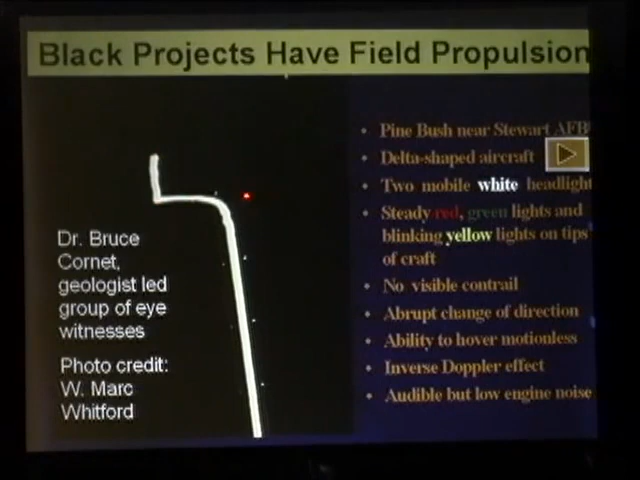 Black Projects Have Field Propulsion
Dr. Bruce
Cornet,
geologist led
group of eye
witnesses
Photo credit:
W. Marc
Whitford
• Pine Bush near Stewart AFB
• Delta-shaped aircraft
• Two mobile white headlight
• Steady red, green lights and
blinking yellow lights on tips
of craft
• No visible contrail
• Abrupt change of direction
• Ability to hover motionless
• Inverse Doppler effect
• Audible but low engine noise